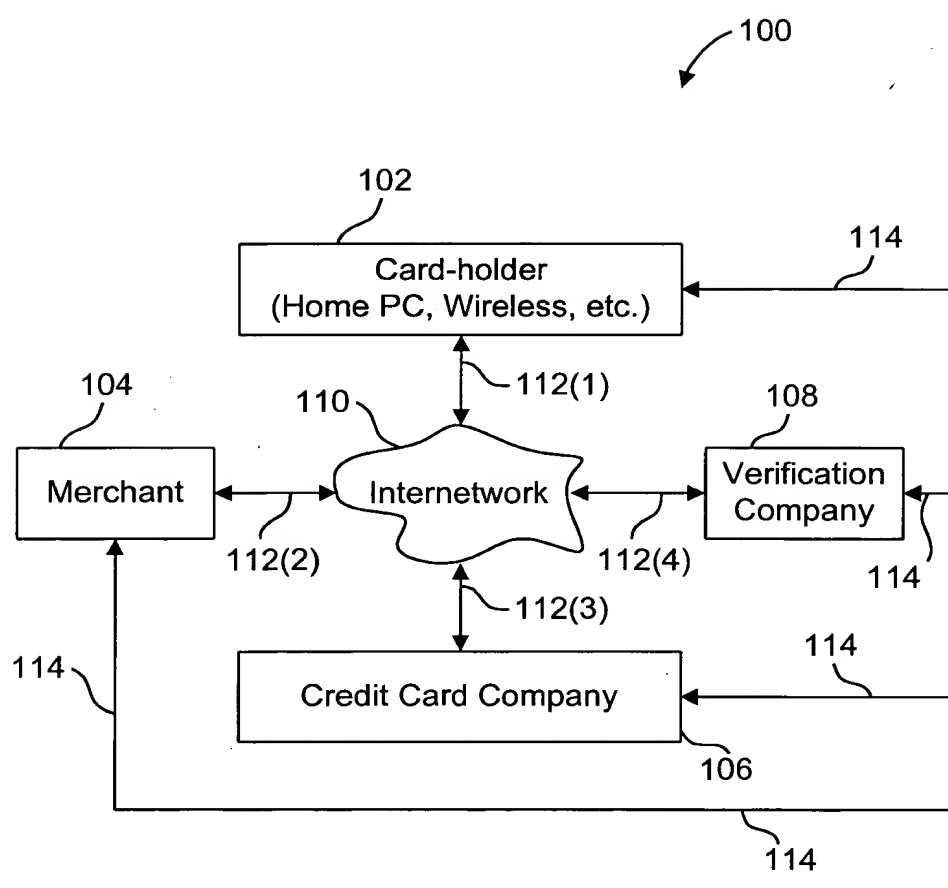 100
102
Card-holder
(Home PC, Wireless, etc.)
114
112(1)
104
110
108
Merchant
Internetwork
Verification
Company
112(2)
112(4)
114
112(3)
114
Credit Card Company
114
106
114